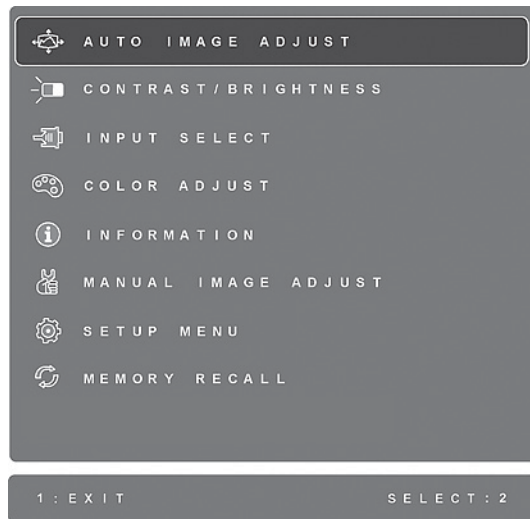 AUTO IMAGE ADJUST
CONTRAST/BRIGHTNESS
INPUT SELECT
COLOR ADJUST
INFORMATION
MANUAL IMAGE ADJUST
SETUP MENU
MEMORY RECALL
1:EXIT SELECT:2